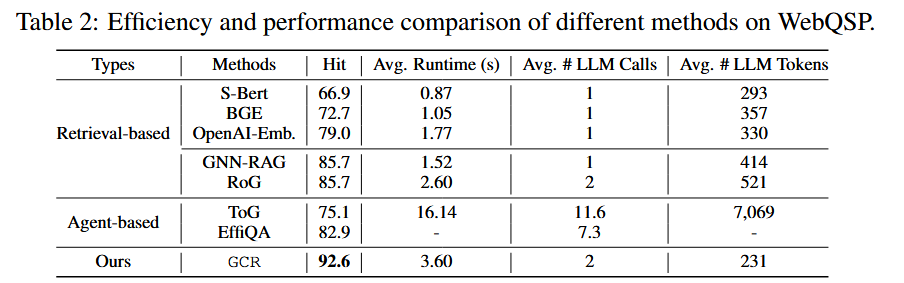 Table 2: Efficiency and performance comparison of different methods on WebQSP.
Types Methods Hit Avg. Runtime (s) Avg. # LLM Calls Avg. # LLM Tokens
S-Bert 66.9 0.87 1 293
BGE 72.7 1.05 1 357
Retrieval-based OpenAI-Emb. 79.0 1.77 1 330
GNN-RAG 85.7 1.52 1 414
RoG 85.7 2.60 2 521
Agent-based ToG 75.1 16.14 11.6 7,069
EffiQA 82.9 - 7.3 -
Ours GCR 92.6 3.60 2 231